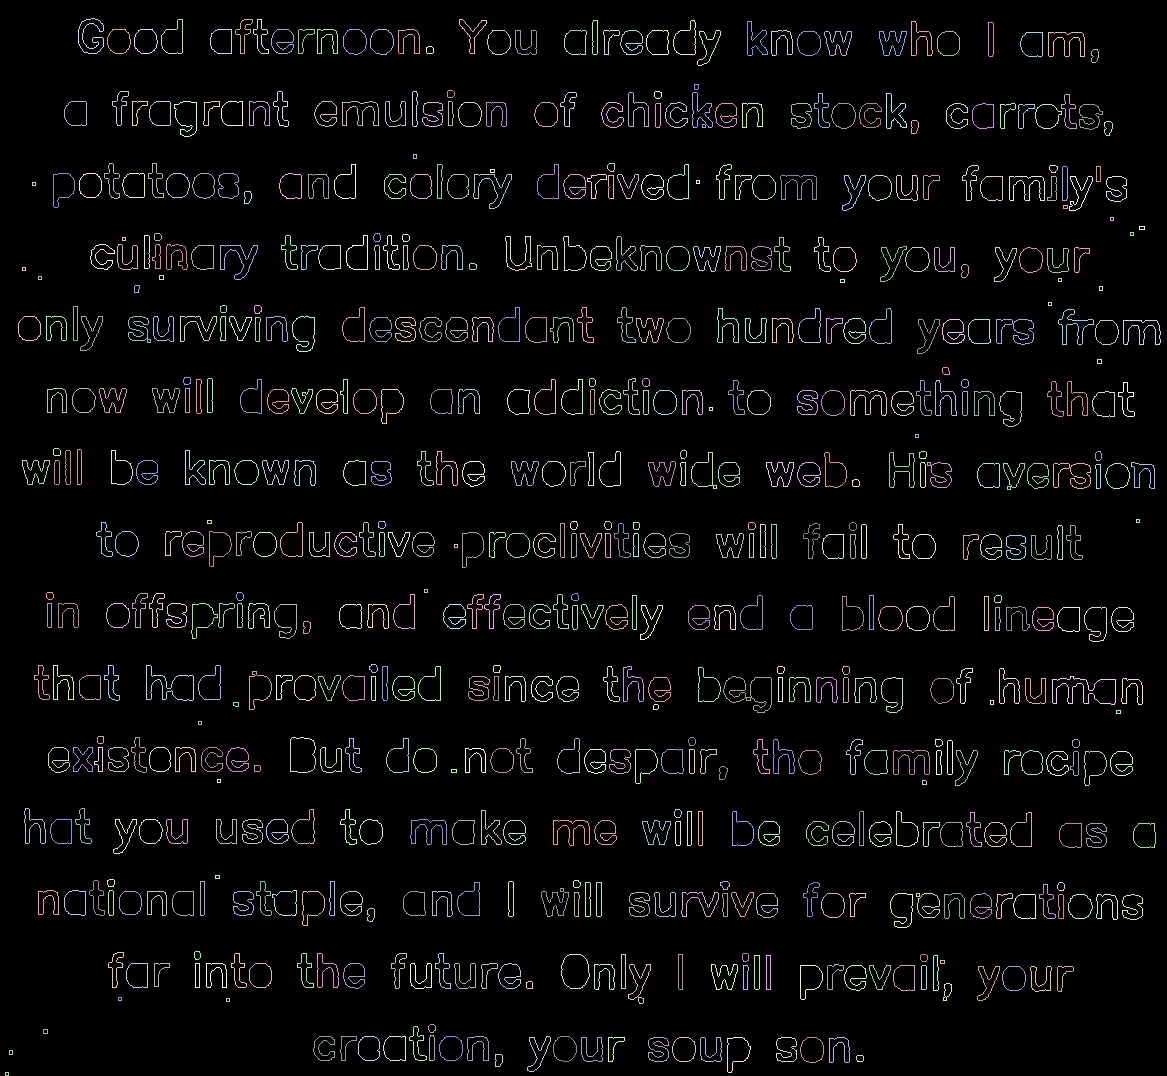 Good afternoon. You already know who I am,
a fragrant emulsion of chicken stock, carrots,
potatoes, and celery derived from your family's
culinary tradition. Unbeknownst to you, your
only surviving descendant two hundred years from
now will develop an addiction to something that
will be known as the world wide web. His aversion
to reproductive proclivities will fail to result
in offspring, and effectively end a blood lineage
that had prevailed since the beginning of human
existence. But do not despair, the family recipe
hat you used to make me will be celebrated as a
national staple, and I will survive for generations
far into the future. Only I will prevail, your
creation, your soup son.